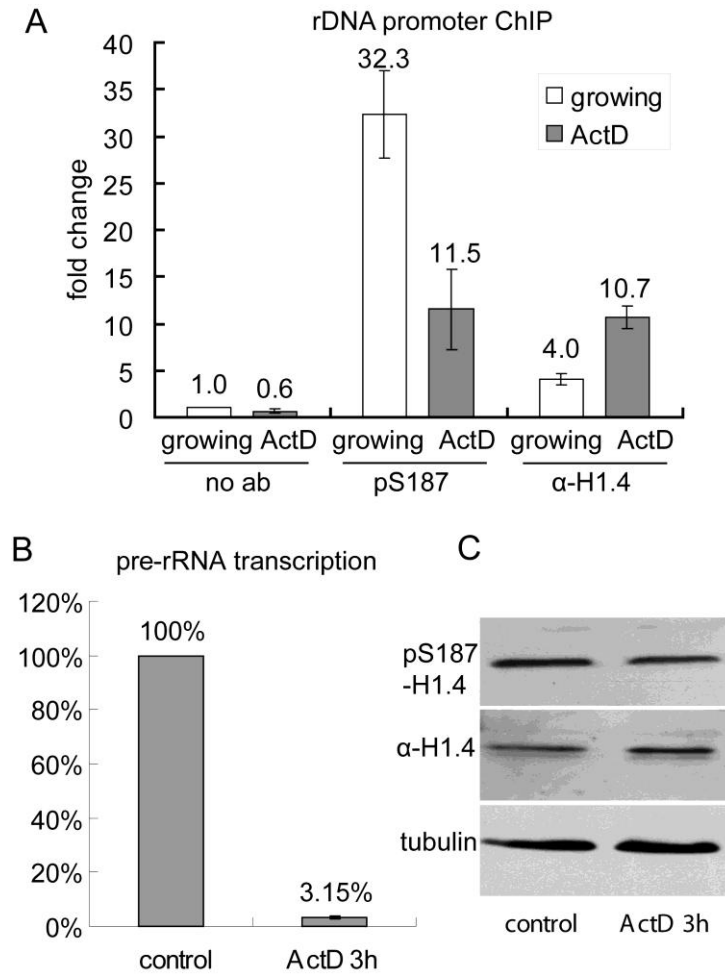 A
rDNA promoter ChIP
fold change
40
35
30
25
20
15
10
5
0
32.3
growing
ActD
11.5
10.7
1.0
0.6
4.0
growing ActD growing ActD growing ActD
no ab pS187 α-H1.4
B
pre-rRNA transcription
120%
100%
80%
60%
40%
20%
0%
100%
3.15%
control ActD 3h
C
pS187
-H1.4
α-H1.4
tubulin
control ActD 3h